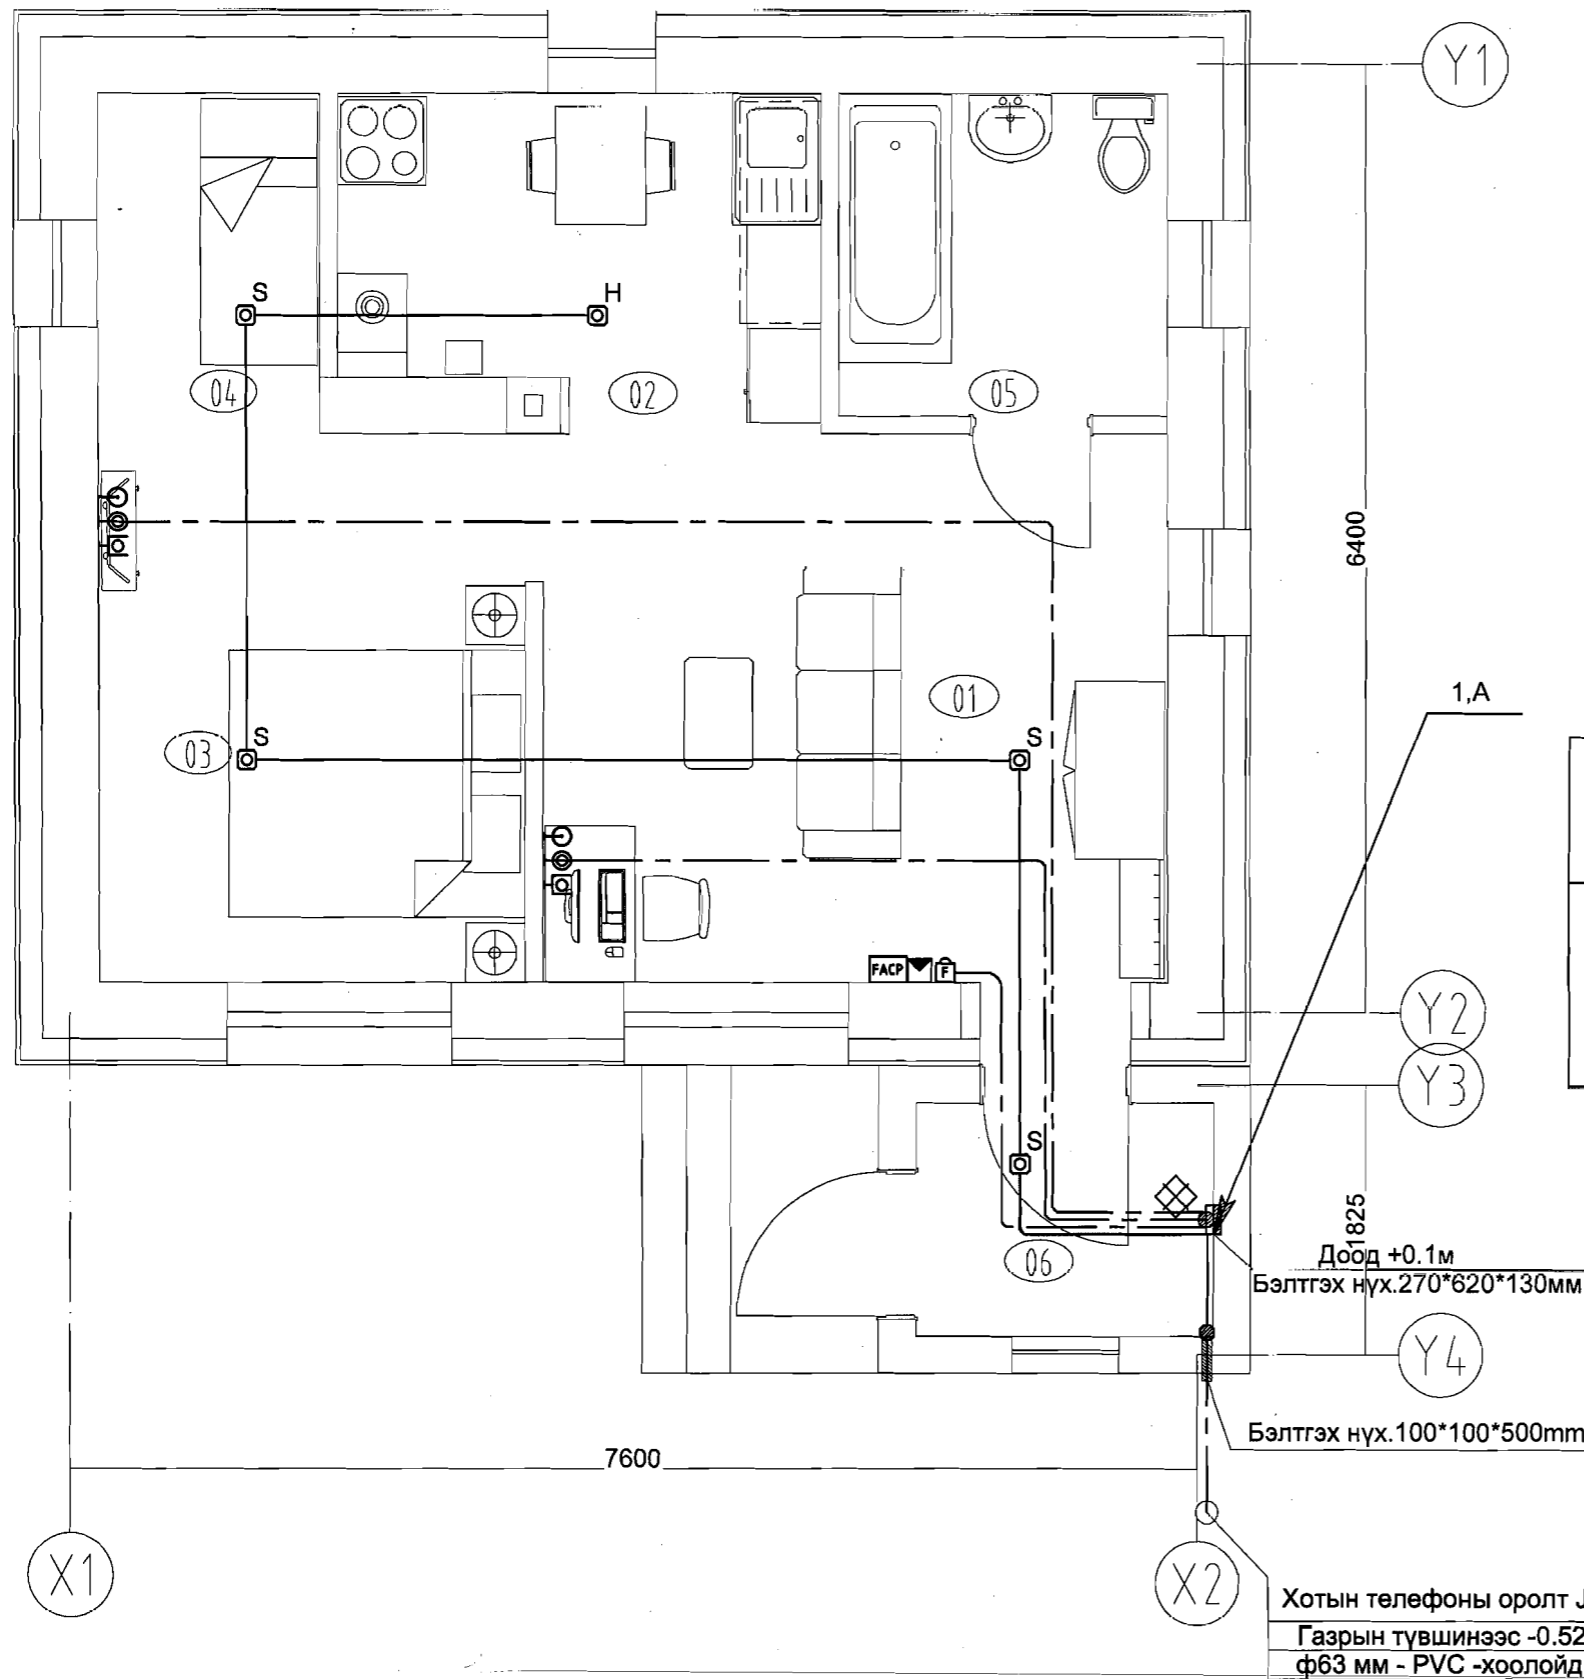 Y1
S
H
04
02
05
6400
01
1,А
03
S
S
FACP
F
Y2
Y3
S
1825
06
Доод +0.1м
Бэлтгэх нүх.270*620*130мм
Y4
Бэлтгэх нүх.100*100*500mm
7600
X1
X2
Хотын телефоны оролт
Газрын түвшинээс -0.52
ф63 мм - PVC -хоолойд